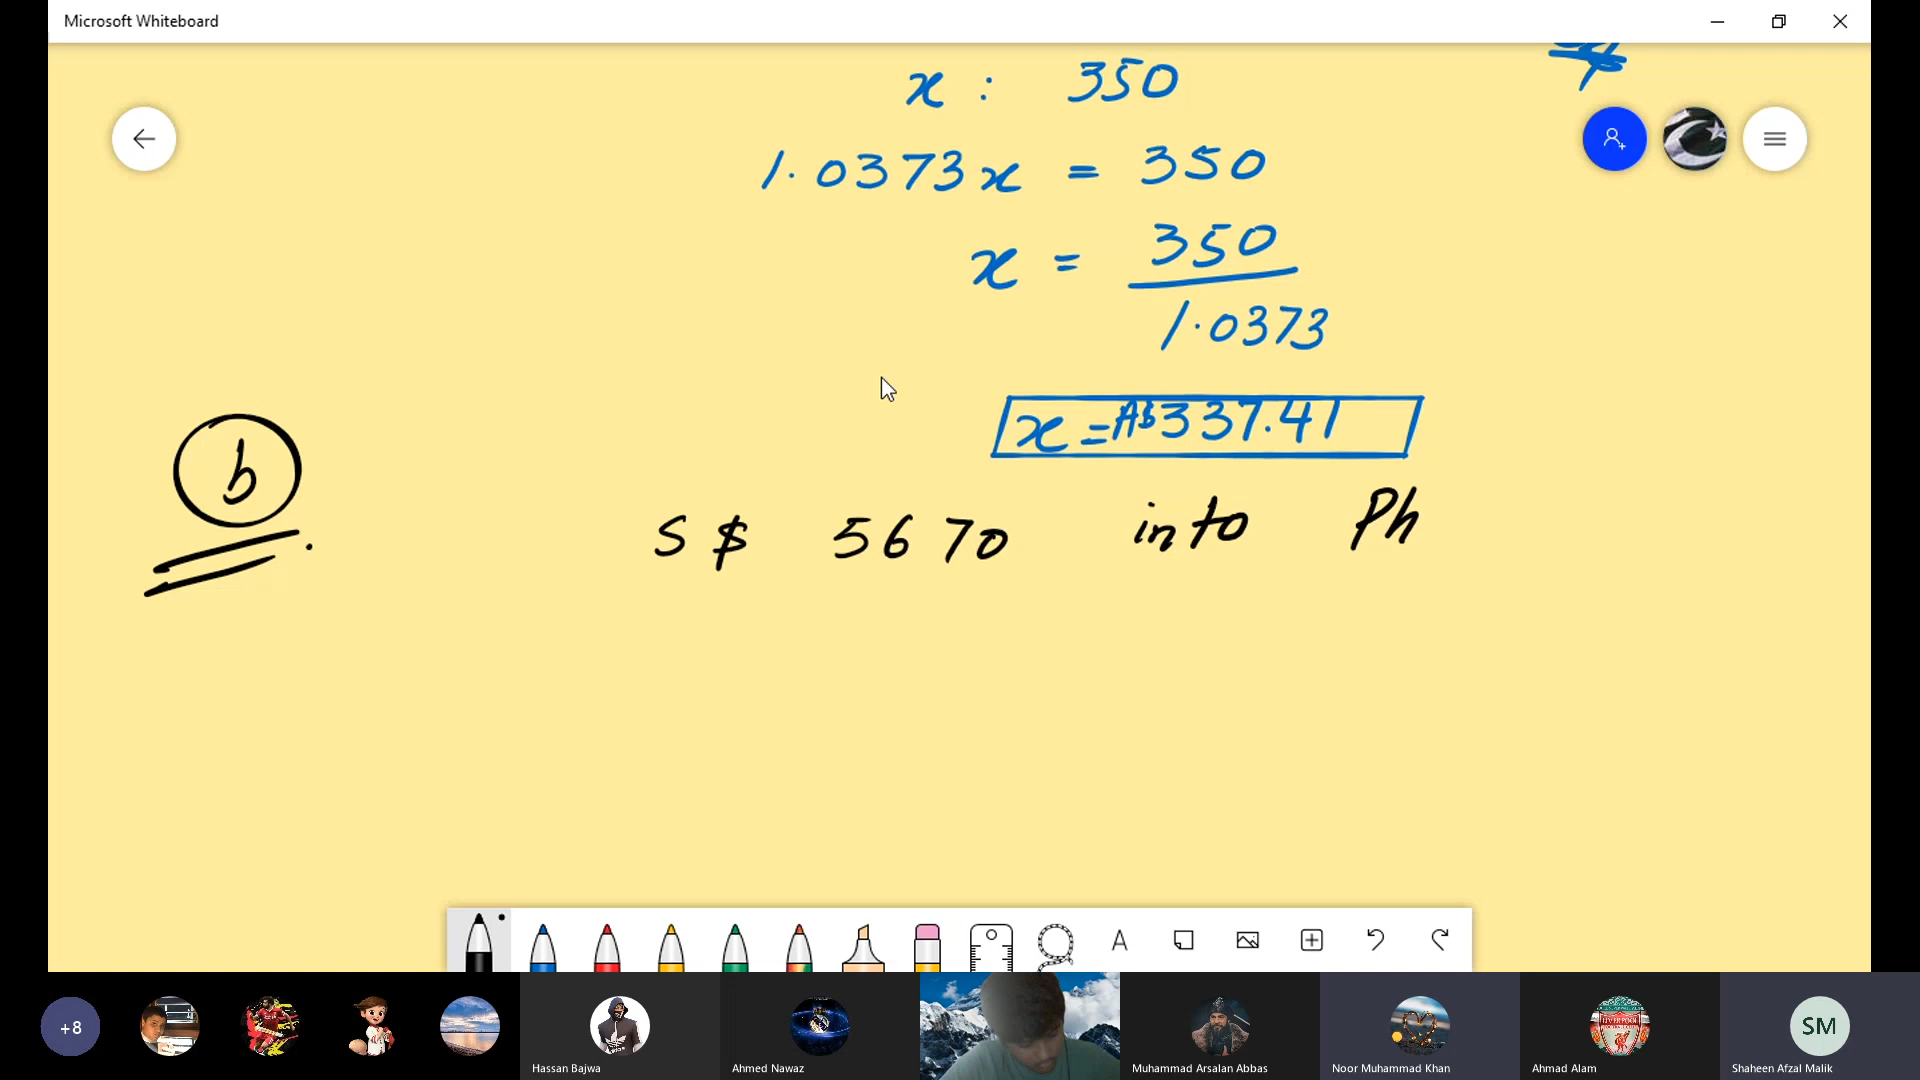 Microsoft Whiteboard
x : 350
1.0373x = 350
x = 350
1.0373
x = A$337.41
b
S $ 5670 into Ph
A
+8
SM
Hassan Bajwa
Ahmed Nawaz
Muhammad Arsalan Abbas
Noor Muhammad Khan
Ahmad Alam
Shaheen Afzal Malik